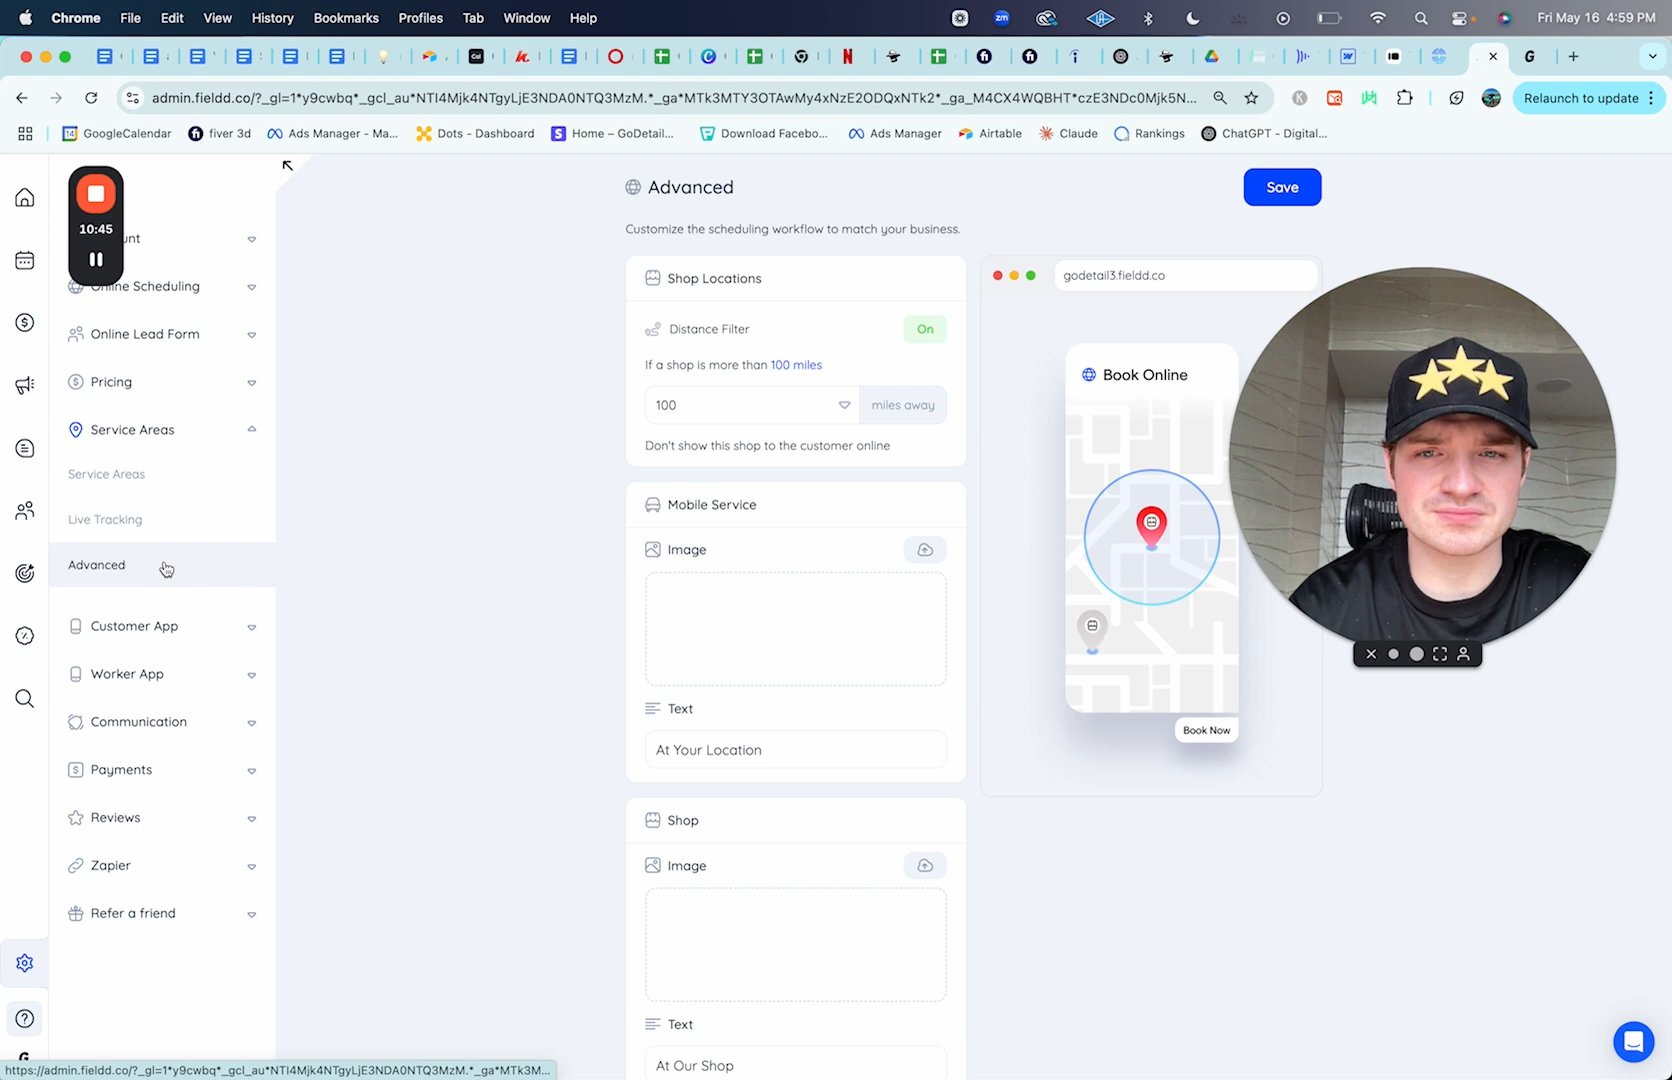 Chrome File Edit View History Bookmarks Profiles Tab Window Help
zm
Fri May 16 4:59 PM
admin.fieldd.co/?_gl=1*y9cwbq*_gcl_au*NTI4Mjk4NTgyLjE3NDA0NTQ3MzM.*_ga*MTk3MTY3OTAwMy4xNzE2ODQxNTk2*_ga_M4CX4WQBHT*czE3NDc0Mjk5N...
Relaunch to update
GoogleCalendar
fiver 3d
Ads Manager - Ma...
Dots - Dashboard
Home – GoDetail...
Download Facebo...
Ads Manager
Airtable
Claude
Rankings
ChatGPT - Digital...
10:45
unt
Online Scheduling
Online Lead Form
Pricing
Service Areas
Service Areas
Live Tracking
Advanced
Customer App
Worker App
Communication
Payments
Reviews
Zapier
Refer a friend
Advanced
Save
Customize the scheduling workflow to match your business.
Shop Locations
Distance Filter
On
If a shop is more than 100 miles
100
miles away
Don't show this shop to the customer online
Mobile Service
Image
Text
At Your Location
Shop
Image
Text
At Our Shop
godetail3.fieldd.co
Book Online
Book Now
https://admin.fieldd.co/?_gl=1*y9cwbq*_gcl_au*NTI4Mjk4NTgyLjE3NDA0NTQ3MzM.*_ga*MTk3M...